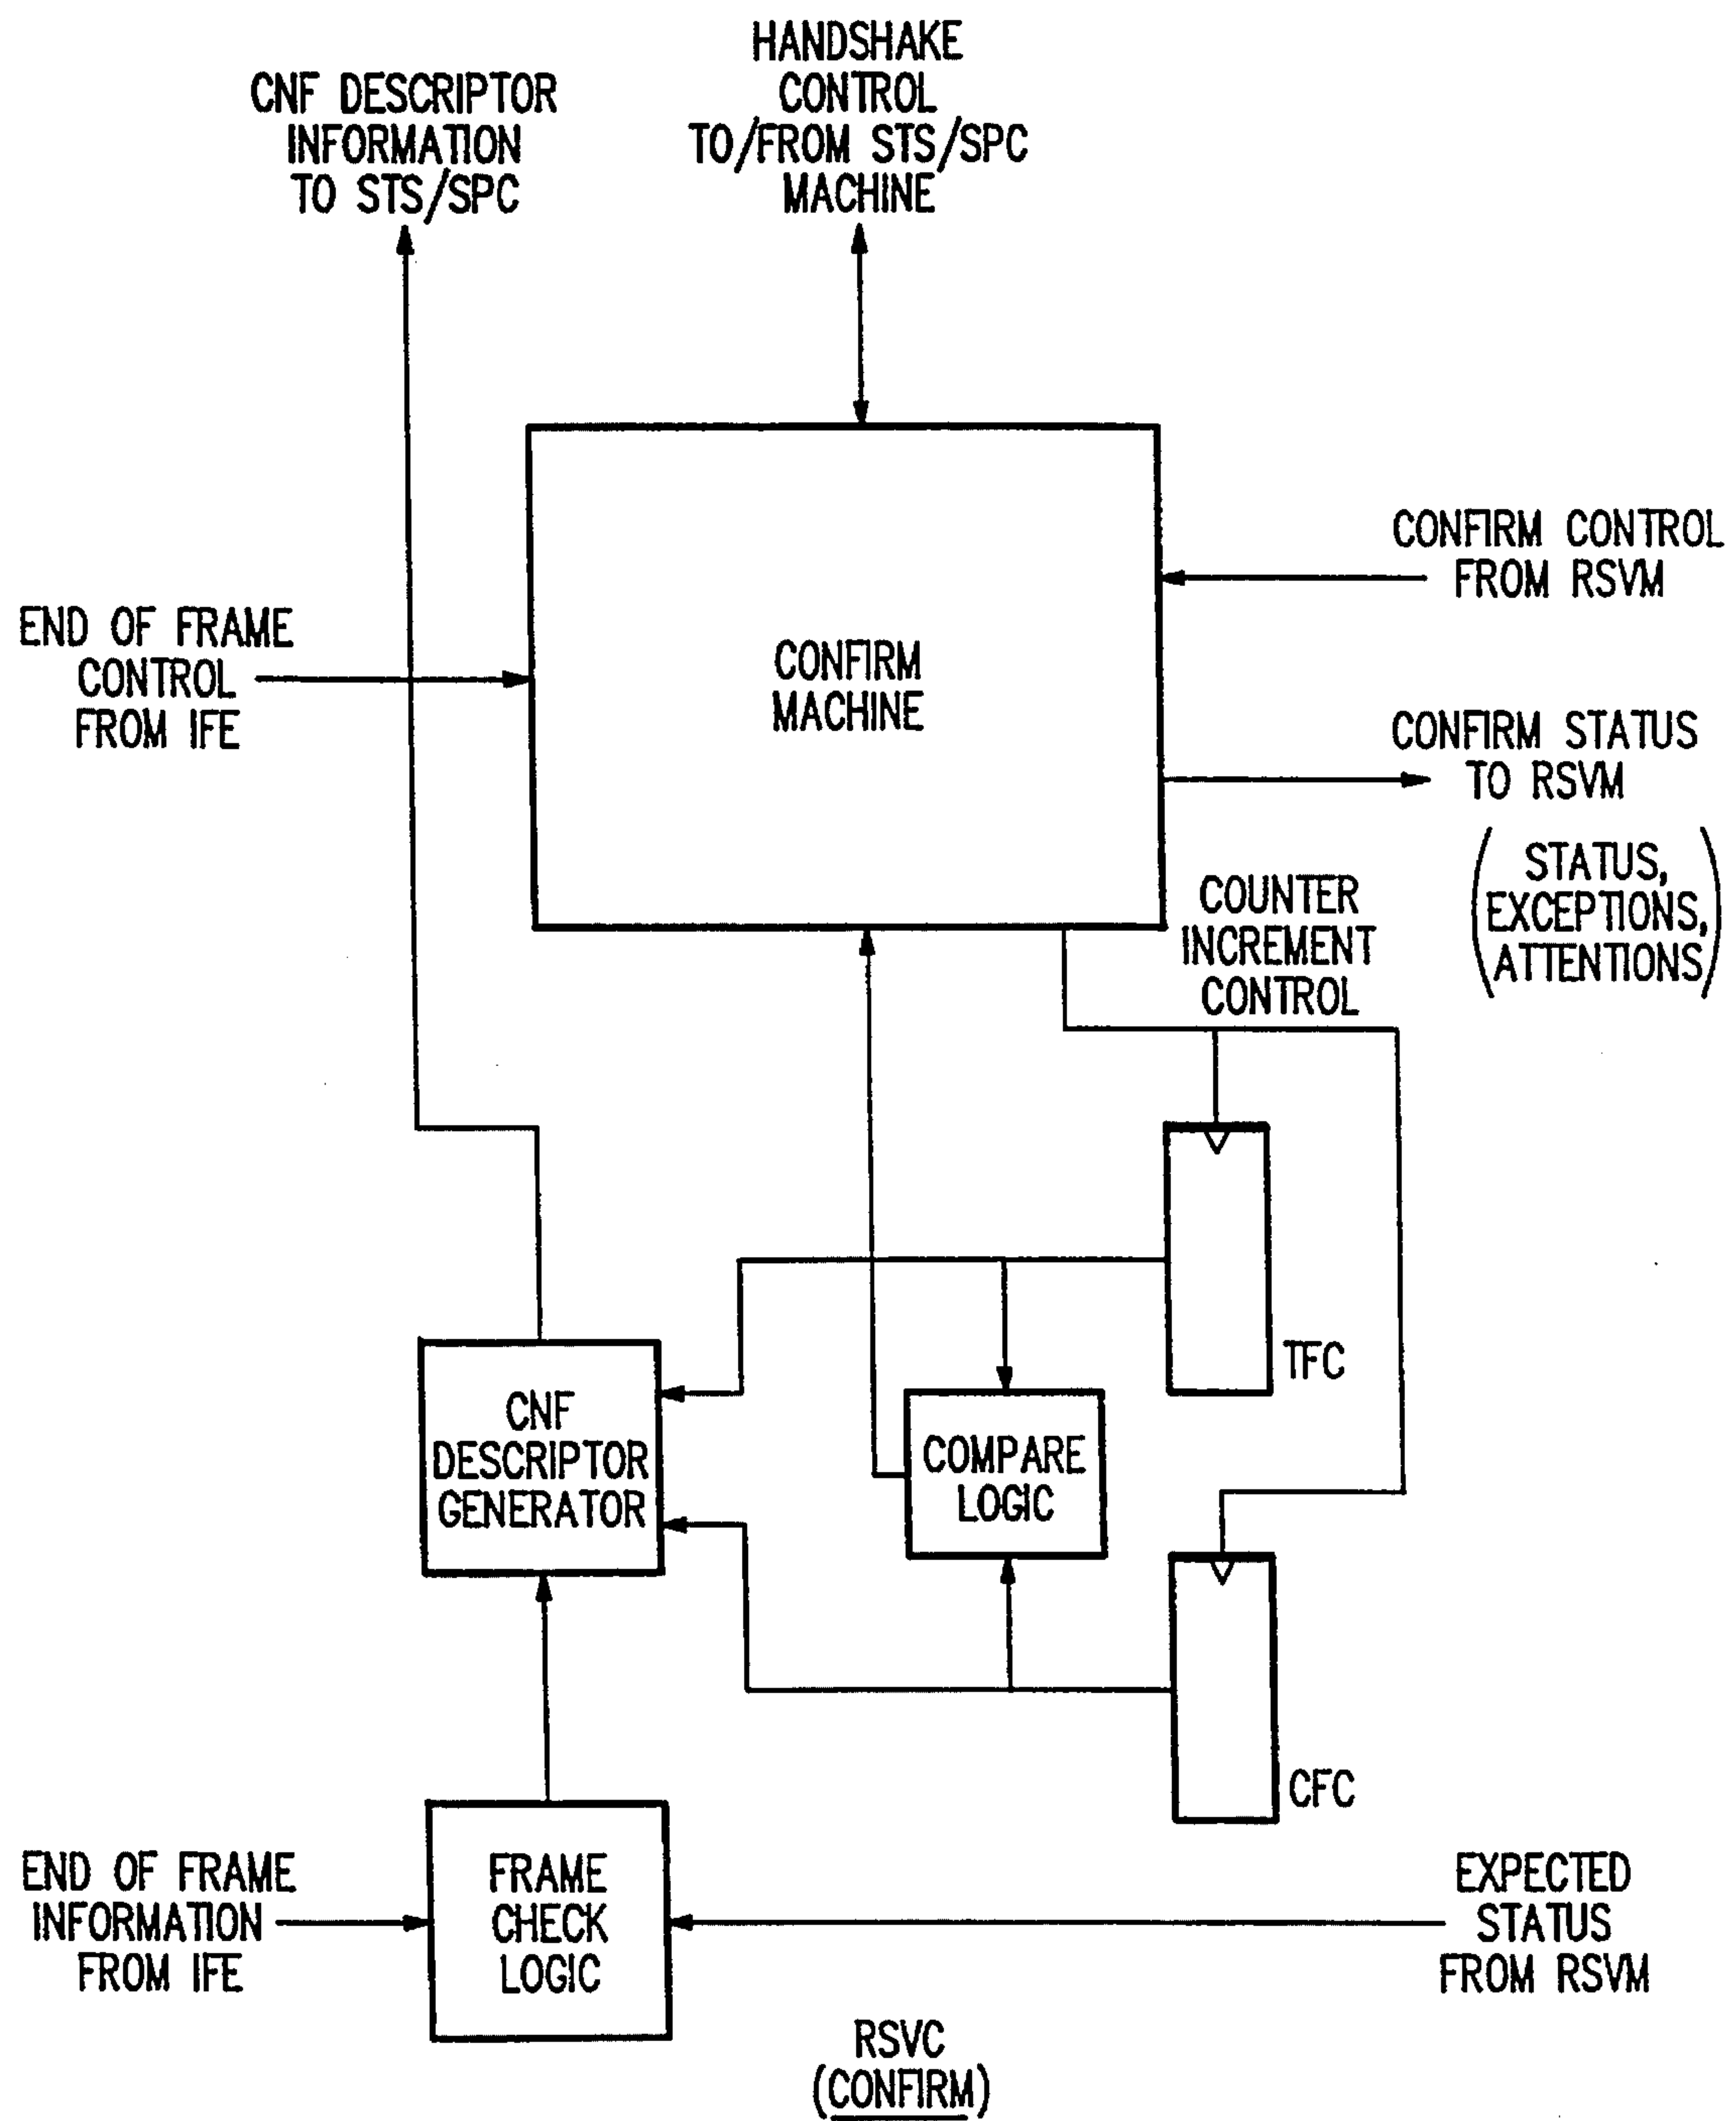 HANDSHAKE
CONTROL
TO/FROM STS/SPC
MACHINE
CNF DESCRIPTOR
INFORMATION
TO STS/SPC
CONFIRM CONTROL
FROM RSVM
END OF FRAME
CONTROL
FROM IFE
CONFIRM
MACHINE
CONFIRM STATUS
TO RSVM
(STATUS,
EXCEPTIONS,
ATTENTIONS)
COUNTER
INCREMENT
CONTROL
TFC
CNF
DESCRIPTOR
GENERATOR
COMPARE
LOGIC
CFC
END OF FRAME
INFORMATION
FROM IFE
FRAME
CHECK
LOGIC
EXPECTED
STATUS
FROM RSVM
RSVC
(CONFIRM)